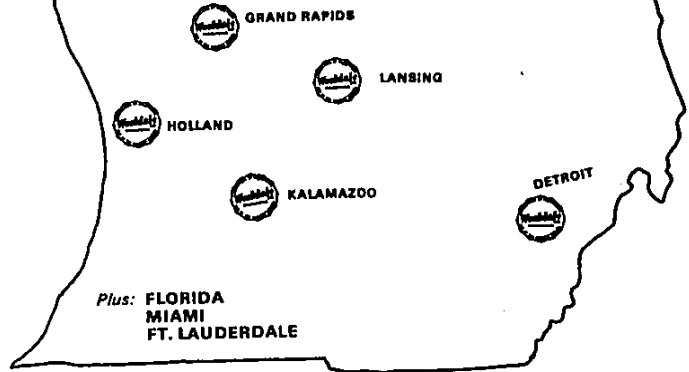 GRAND RAPIDS
LANSING
HOLLAND
KALAMAZOO
DETROIT
Plus: FLORIDA
MIAMI
FT. LAUDERDALE